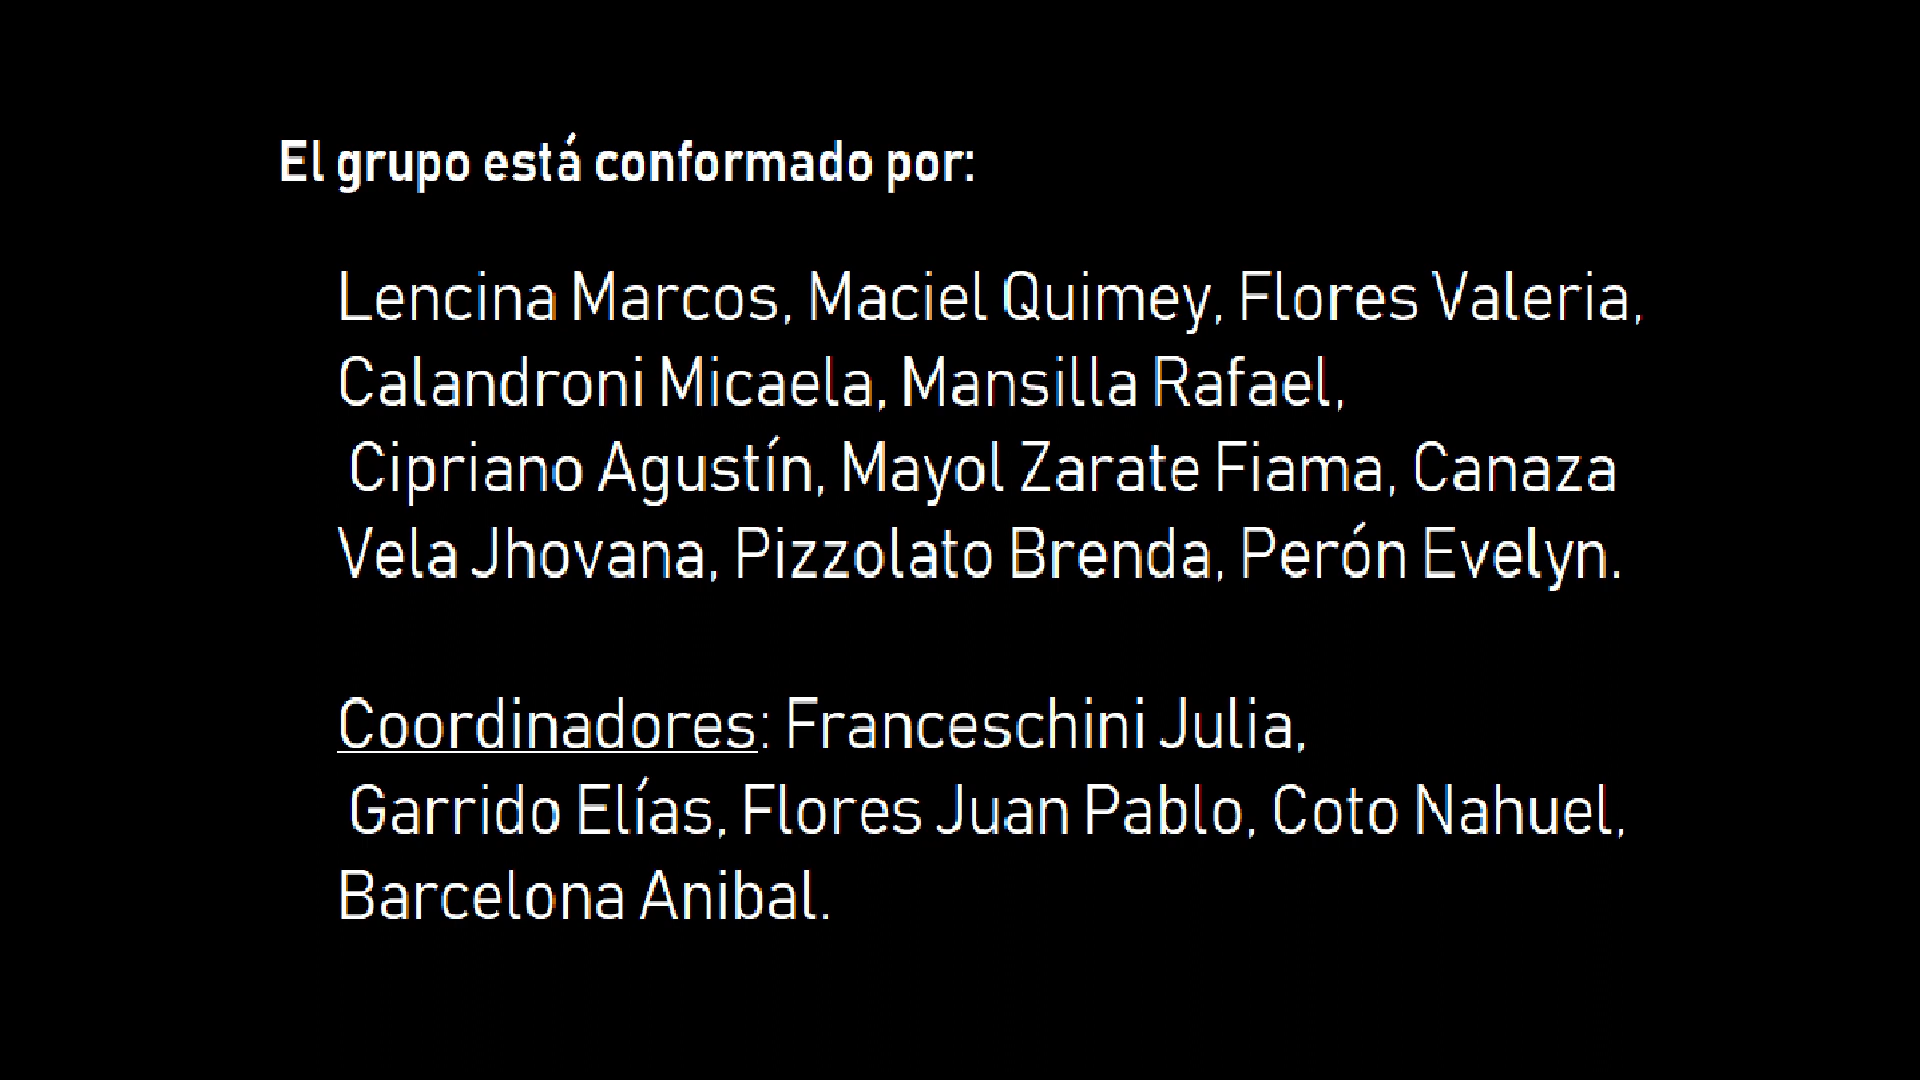 El grupo está conformado por:
Lencina Marcos, Maciel Quimey, Flores Valeria,
Calandroni Micaela, Mansilla Rafael,
Cipriano Agustín, Mayol Zarate Fiama, Canaza
Vela Jhovana, Pizzolato Brenda, Perón Evelyn.
Coordinadores: Franceschini Julia,
Garrido Elías, Flores Juan Pablo, Coto Nahuel,
Barcelona Anibal.